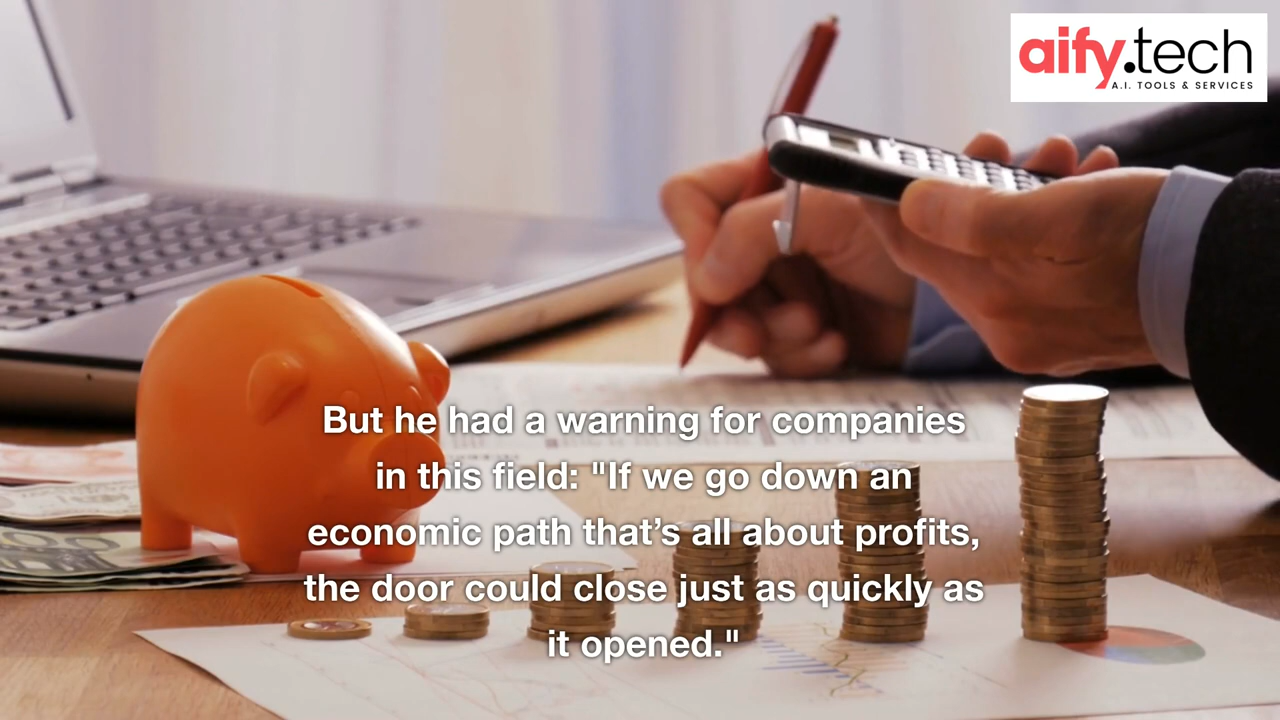 aify.tech
A.I. TOOLS & SERVICES
But he had a warning for companies
in this field: "If we go down an
economic path that’s all about profits,
the door could close just as quickly as
it opened."